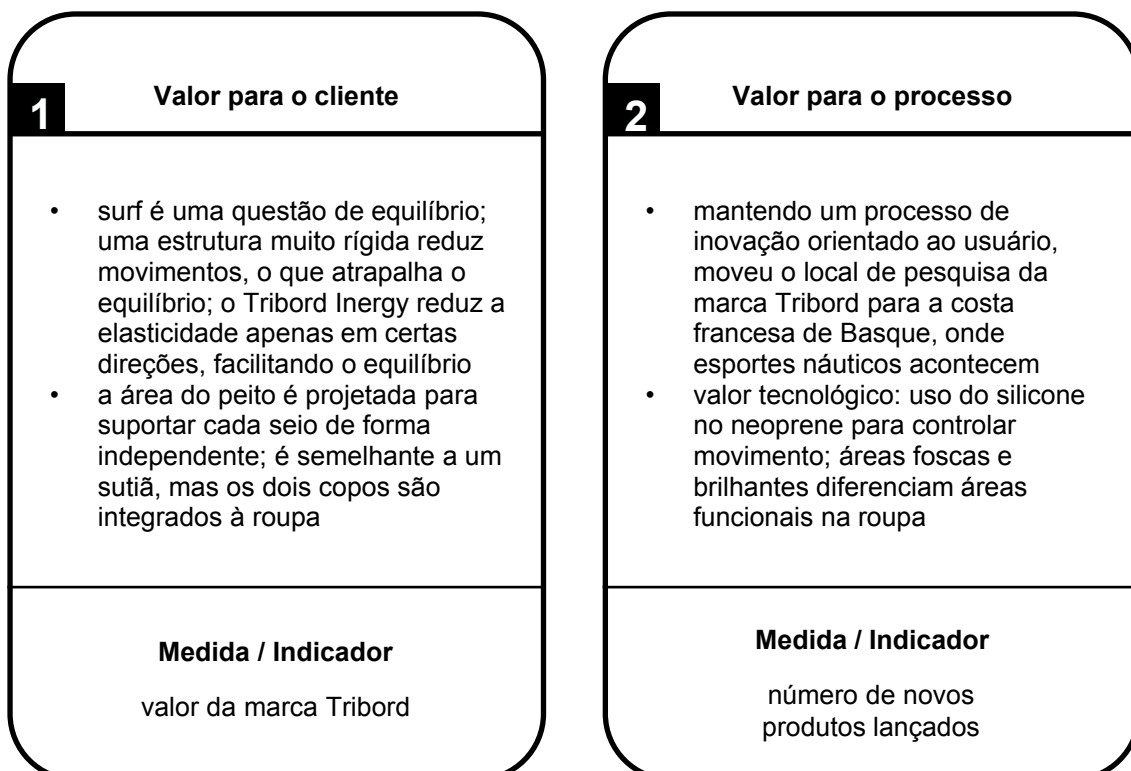 1
Valor para o cliente
• surf é uma questão de equilíbrio;
uma estrutura muito rígida reduz
movimentos, o que atrapalha o
equilíbrio; o Tribord Inergy reduz a
elasticidade apenas em certas
direções, facilitando o equilíbrio
• a área do peito é projetada para
suportar cada seio de forma
independente; é semelhante a um
sutiã, mas os dois copos são
integrados à roupa
Medida / Indicador
valor da marca Tribord
2
Valor para o processo
• mantendo um processo de
inovação orientado ao usuário,
moveu o local de pesquisa da
marca Tribord para a costa
francesa de Basque, onde
esportes náuticos acontecem
• valor tecnológico: uso do silicone
no neoprene para controlar
movimento; áreas foscas e
brilhantes diferenciam áreas
funcionais na roupa
Medida / Indicador
número de novos
produtos lançados